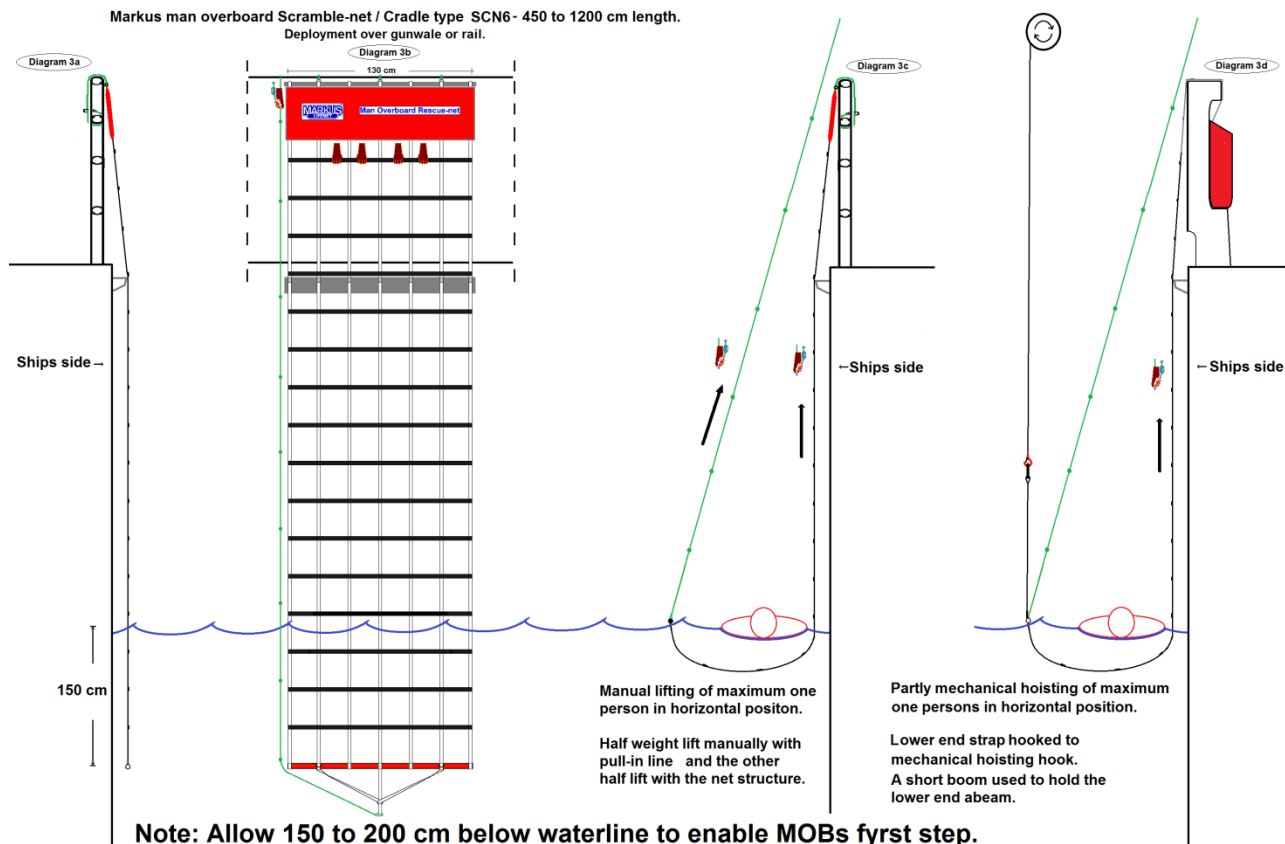 Markus man overboard Scramble-net / Cradle type SCN6 - 450 to 1200 cm length.
Deployment over gunwale or rail.
Diagram 3a
Diagram 3b
Diagram 3c
Diagram 3d
130 cm
MARKUS
LIFENET
Man Overboard Rescue-net
Ships side→
←Ships side
←Ships side
150 cm
Manual lifting of maximum one
person in horizontal positon.
Half weight lift manually with
pull-in line and the other
half lift with the net structure.
Partly mechanical hoisting of maximum
one persons in horizontal position.
Lower end strap hooked to
mechanical hoisting hook.
A short boom used to hold the
lower end abeam.
Note: Allow 150 to 200 cm below waterline to enable MOBs fyrst step.